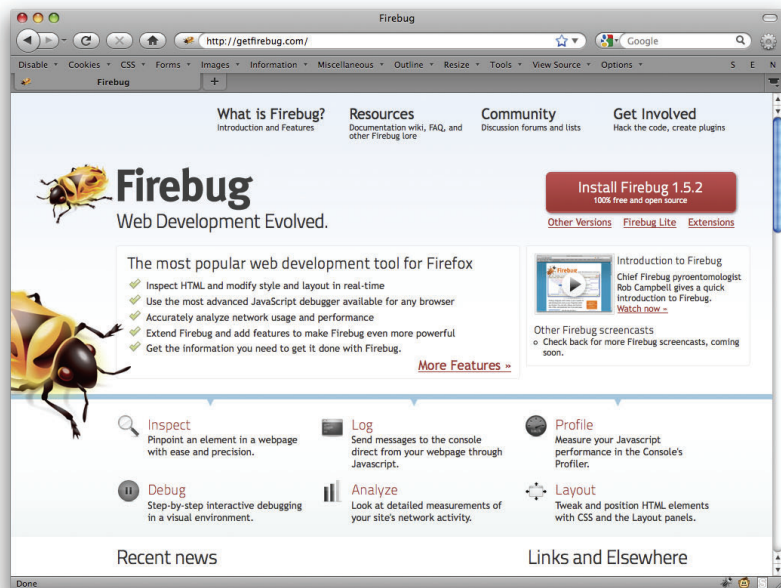 Firebug
http://getfirebug.com/
Google
Disable Cookies CSS Forms Images Information Miscellaneous Outline Resize Tools View Source Options S E N
Firebug
What is Firebug?
Introduction and Features
Resources
Documentation wiki, FAQ, and
other Firebug lore
Community
Discussion forums and lists
Get Involved
Hack the code, create plugins
Firebug
Web Development Evolved.
Install Firebug 1.5.2
100% free and open source
Other Versions Firebug Lite Extensions
The most popular web development tool for Firefox
Inspect HTML and modify style and layout in real-time
Use the most advanced JavaScript debugger available for any browser
Accurately analyze network usage and performance
Extend Firebug and add features to make Firebug even more powerful
Get the information you need to get it done with Firebug.
More Features »
Introduction to Firebug
Chief Firebug pyroentomologist
Rob Campbell gives a quick
introduction to Firebug.
Watch now »
Other Firebug screencasts
Check back for more Firebug screencasts, coming
soon.
Inspect
Pinpoint an element in a webpage
with ease and precision.
Log
Send messages to the console
direct from your webpage through
Javascript.
Profile
Measure your Javascript
performance in the Console's
Profiler.
Debug
Step-by-step interactive debugging
in a visual environment.
Analyze
Look at detailed measurements of
your site's network activity.
Layout
Tweak and position HTML elements
with CSS and the Layout panels.
Recent news
Links and Elsewhere
Done